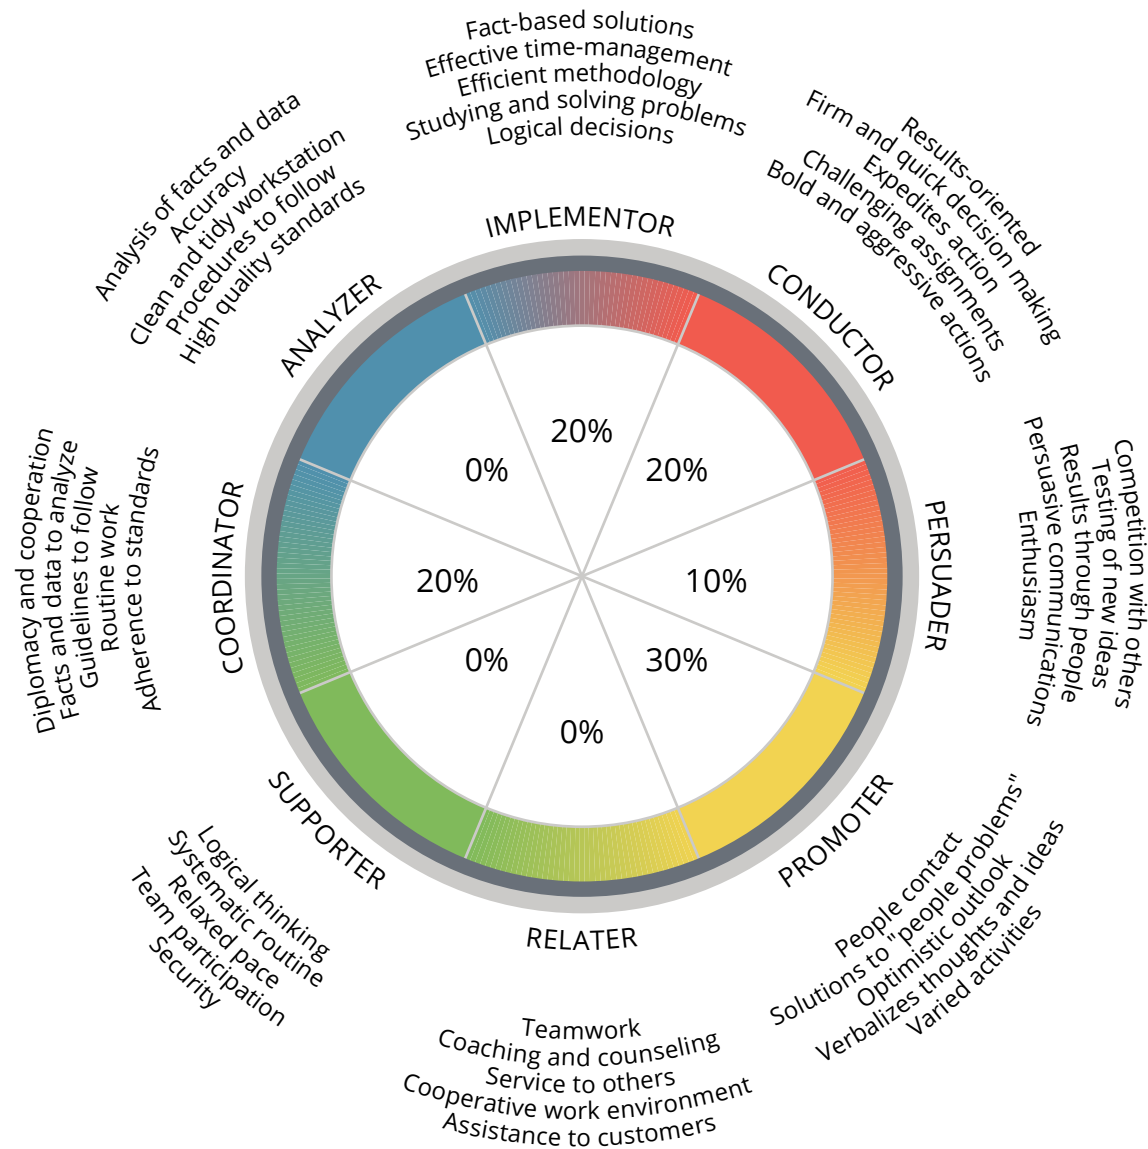 Fact-based solutions
Effective time-management
Efficient methodology
Studying and solving problems
Logical decisions
IMPLEMENTOR
20%
Results-oriented
Firm and quick decision making
Expedites action
Challenging assignments
Bold and aggressive actions
CONDUCTOR
20%
Competition with others
Testing of new ideas
Results through people
Persuasive communications
Enthusiasm
PERSUADER
10%
People contact
Solutions to "people problems"
Optimistic outlook
Verbalizes thoughts and ideas
Varied activities
PROMOTER
30%
Teamwork
Coaching and counseling
Service to others
Cooperative work environment
Assistance to customers
RELATER
0%
Logical thinking
Systematic routine
Relaxed pace
Team participation
Security
SUPPORTER
0%
Diplomacy and cooperation
Facts and data to analyze
Guidelines to follow
Routine work
Adherence to standards
COORDINATOR
20%
Analysis of facts and data
Accuracy
Clean and tidy workstation
Procedures to follow
High quality standards
ANALYZER
0%